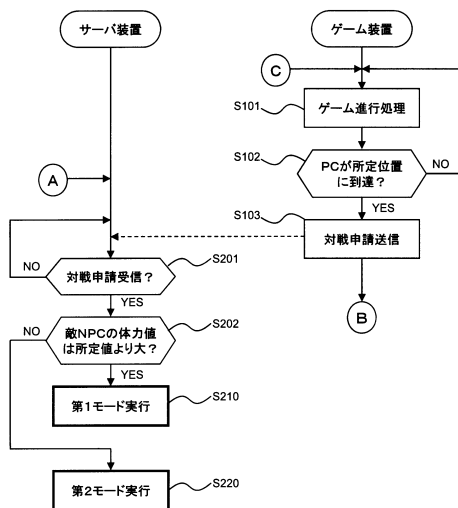 サーバ装置
ゲーム装置
C
S101
ゲーム進行処理
S102
PCが所定位置
に到達?
NO
YES
A
S103
対戦申請送信
NO
対戦申請受信?
S201
YES
B
NO
敵NPCの体力値
は所定値より大?
S202
YES
第1モード実行
S210
第2モード実行
S220